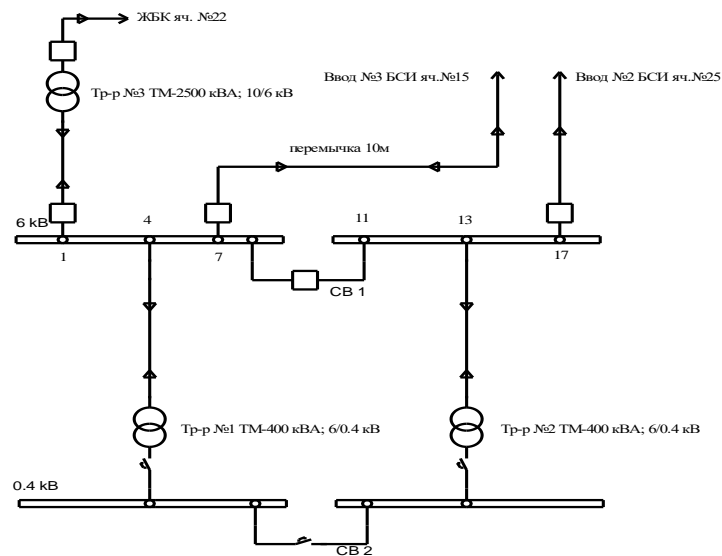 ЖБК яч. №22
Ввод №3 БСИ яч.№15
Ввод №2 БСИ яч.№25
Тр-р №3 ТМ-2500 кВА; 10/6 кВ
перемычка 10м
6 kB
4
11
13
1
7
17
СВ 1
Тр-р №1 ТМ-400 кВА; 6/0.4 кВ
Тр-р №2 ТМ-400 кВА; 6/0.4 кВ
0.4 kB
СВ 2